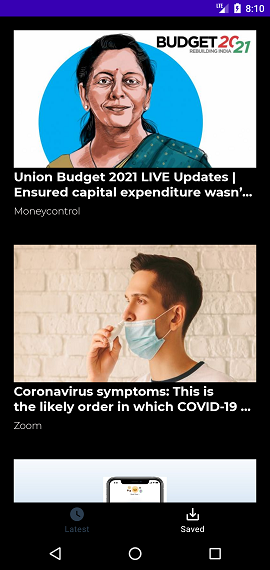 LTE
8:10
BUDGET 2021
REBUILDING INDIA
Union Budget 2021 LIVE Updates |
Ensured capital expenditure wasn’...
Moneycontrol
Coronavirus symptoms: This is
the likely order in which COVID-19 ...
Zoom
Latest
Saved